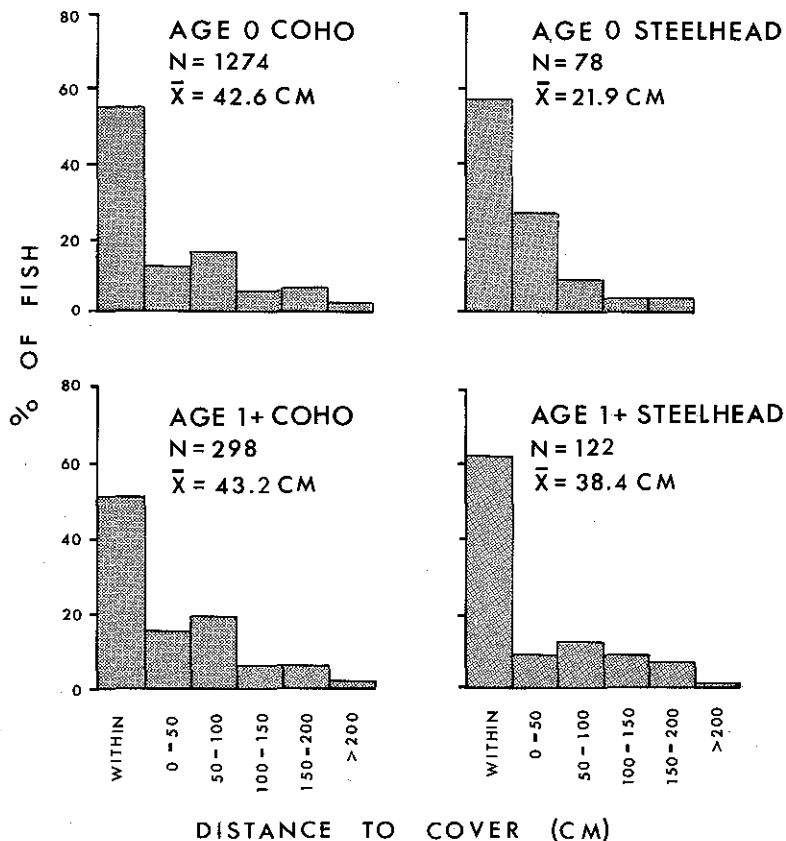 80
60
40
20
0
AGE 0 COHO
N = 1274
X̄ = 42.6 CM
AGE 0 STEELHEAD
N = 78
X̄ = 21.9 CM
% OF FISH
80
60
40
20
0
AGE 1+ COHO
N = 298
X̄ = 43.2 CM
AGE 1+ STEELHEAD
N = 122
X̄ = 38.4 CM
WITHIN
0-50
50-100
100-150
150-200
>200
WITHIN
0-50
50-100
100-150
150-200
>200
DISTANCE TO COVER (CM)